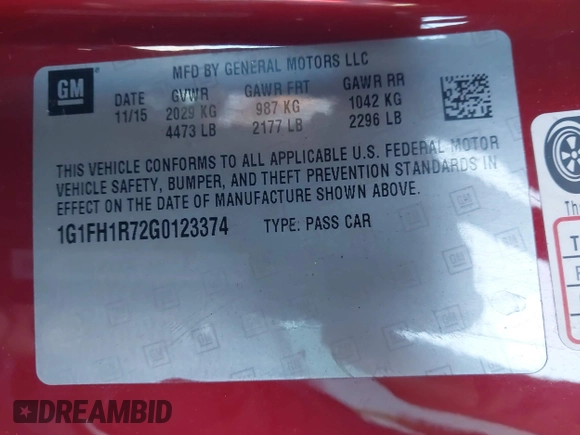 GM
MFD BY GENERAL MOTORS LLC
DATE GVWR GAWR FRT GAWR RR
11/15 2029 KG 987 KG 1042 KG
4473 LB 2177 LB 2296 LB
THIS VEHICLE CONFORMS TO ALL APPLICABLE U.S. FEDERAL MOTOR
VEHICLE SAFETY, BUMPER, AND THEFT PREVENTION STANDARDS IN
EFFECT ON THE DATE OF MANUFACTURE SHOWN ABOVE.
1G1FH1R72G0123374 TYPE: PASS CAR
DREAMBID